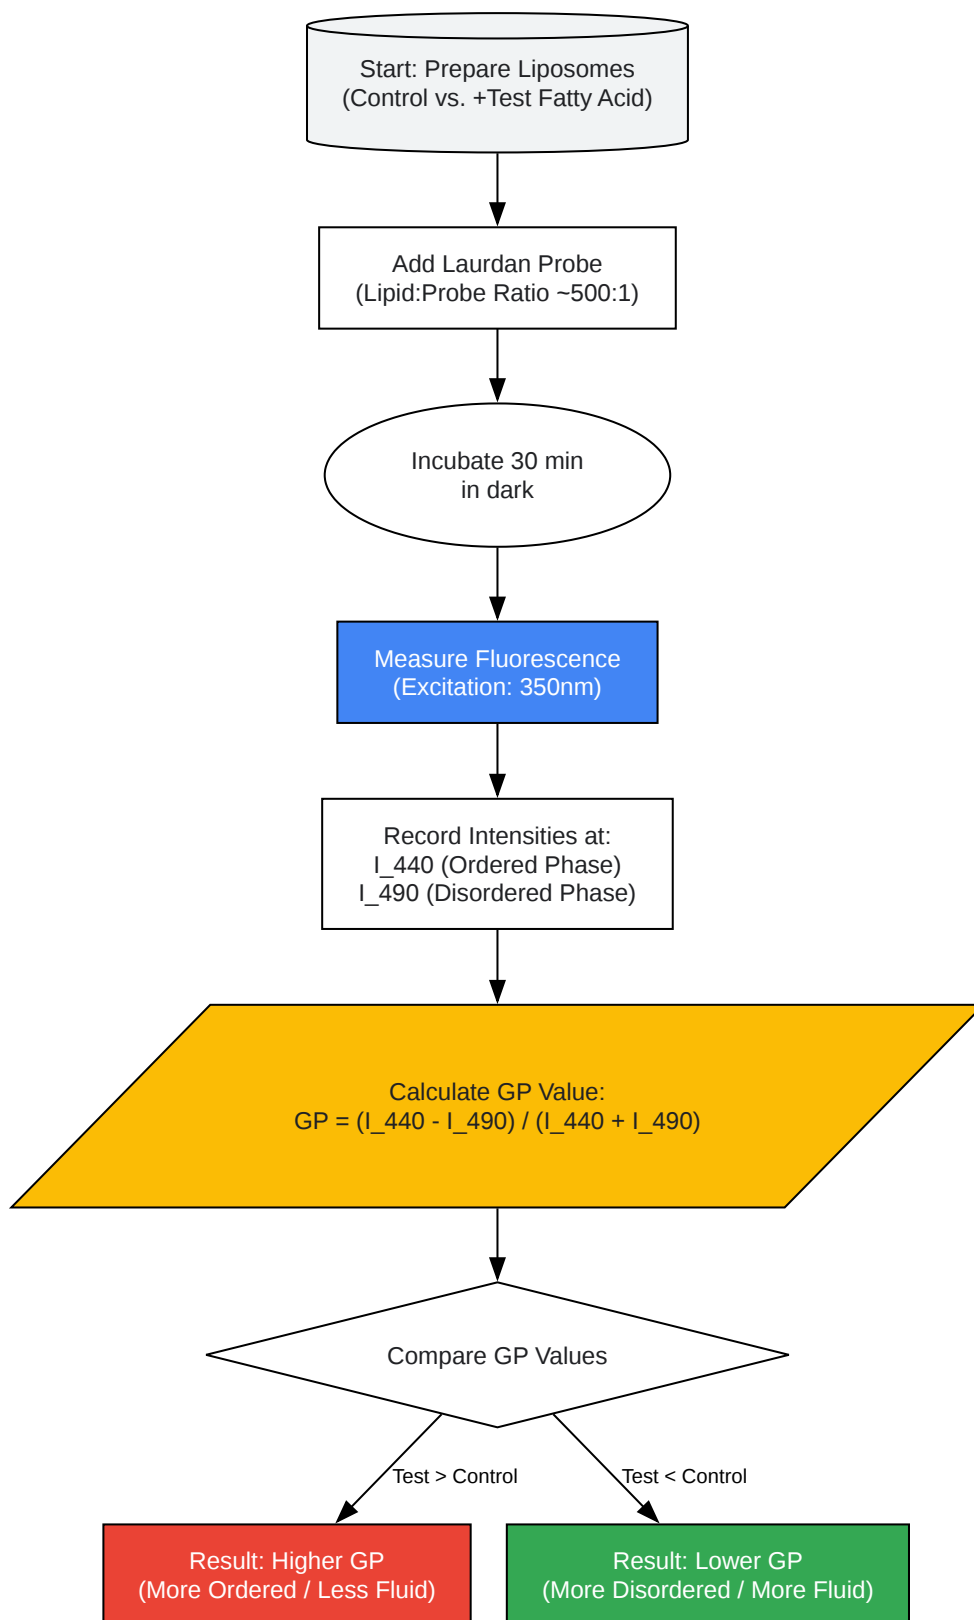 Start: Prepare Liposomes
(Control vs. +Test Fatty Acid)
Add Laurdan Probe
(Lipid:Probe Ratio ~500:1)
Incubate 30 min
in dark
Measure Fluorescence
(Excitation: 350nm)
Record Intensities at:
I_440 (Ordered Phase)
I_490 (Disordered Phase)
Calculate GP Value:
GP = (I_440 - I_490) / (I_440 + I_490)
Compare GP Values
Test > Control
Test < Control
Result: Higher GP
(More Ordered / Less Fluid)
Result: Lower GP
(More Disordered / More Fluid)